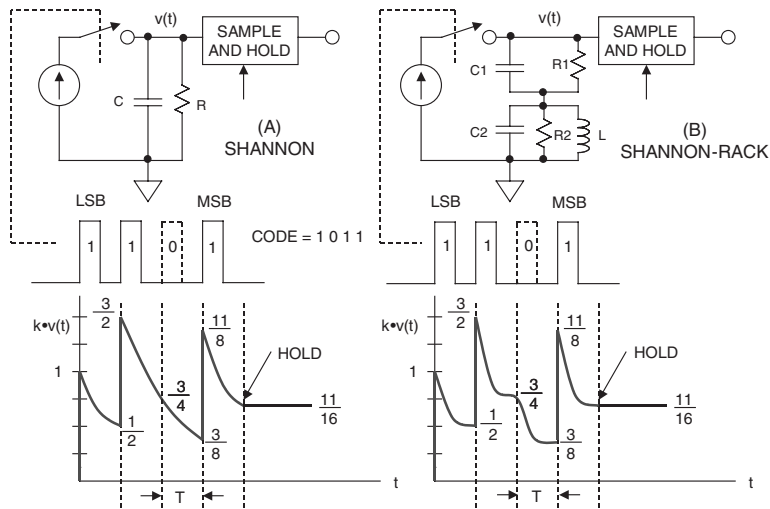 v(t)
SAMPLE
AND HOLD
C
R
(A)
SHANNON
LSB
MSB
1
1
0
1
CODE = 1 0 1 1
k•v(t)
3/2
1
1/2
3/4
11/8
3/8
HOLD
11/16
T
t
v(t)
SAMPLE
AND HOLD
C1
R1
C2
R2
L
(B)
SHANNON-RACK
LSB
MSB
1
1
0
1
k•v(t)
3/2
1
1/2
3/4
11/8
3/8
HOLD
11/16
T
t